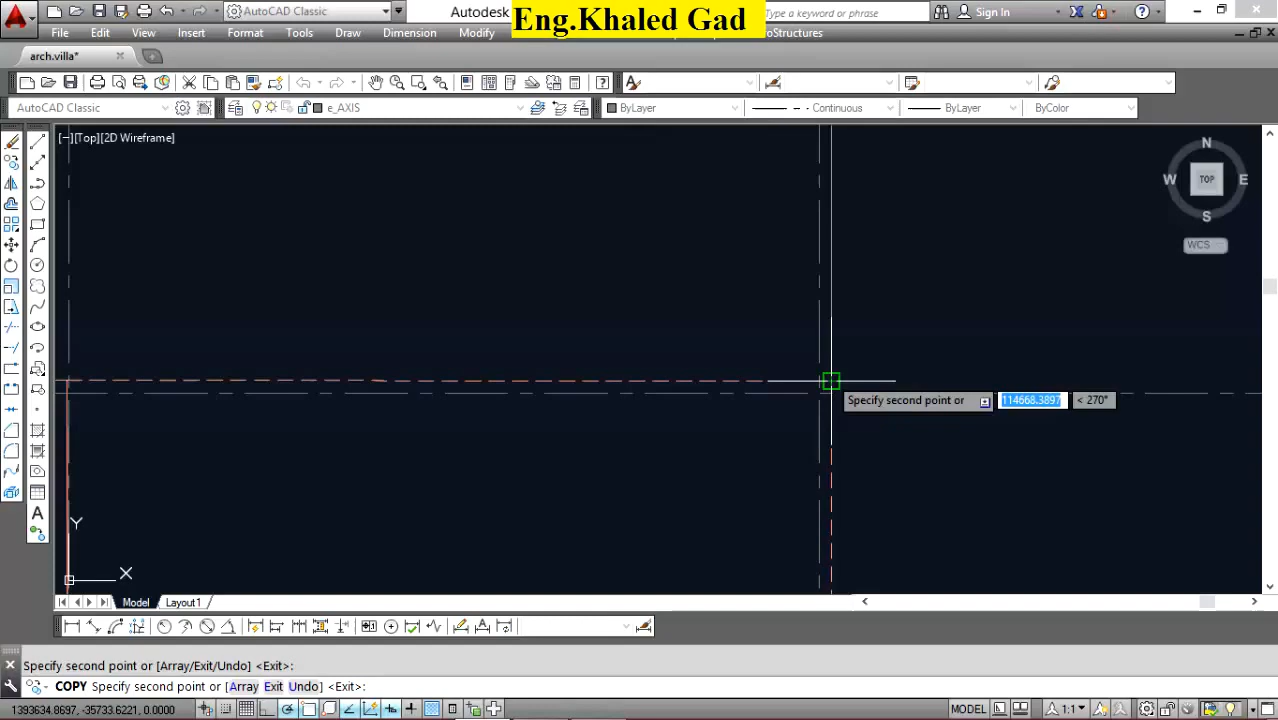 AutoCAD Classic
Autodesk
Eng.Khaled Gad
Type a keyword or phrase
Sign In
File Edit View Insert Format Tools Draw Dimension Modify
arch.villa*
AutoCAD Classic
e_AXIS
ByLayer
Continuous
ByLayer
ByColor
[−][Top][2D Wireframe]
N
W TOP E
S
WCS
Specify second point or
114668.3897
< 270°
Y
X
Model Layout1
Specify second point or [Array/Exit/Undo] <Exit>:
COPY Specify second point or [Array Exit Undo] <Exit>:
1393634.8697, -35733.6221, 0.0000
MODEL
1:1